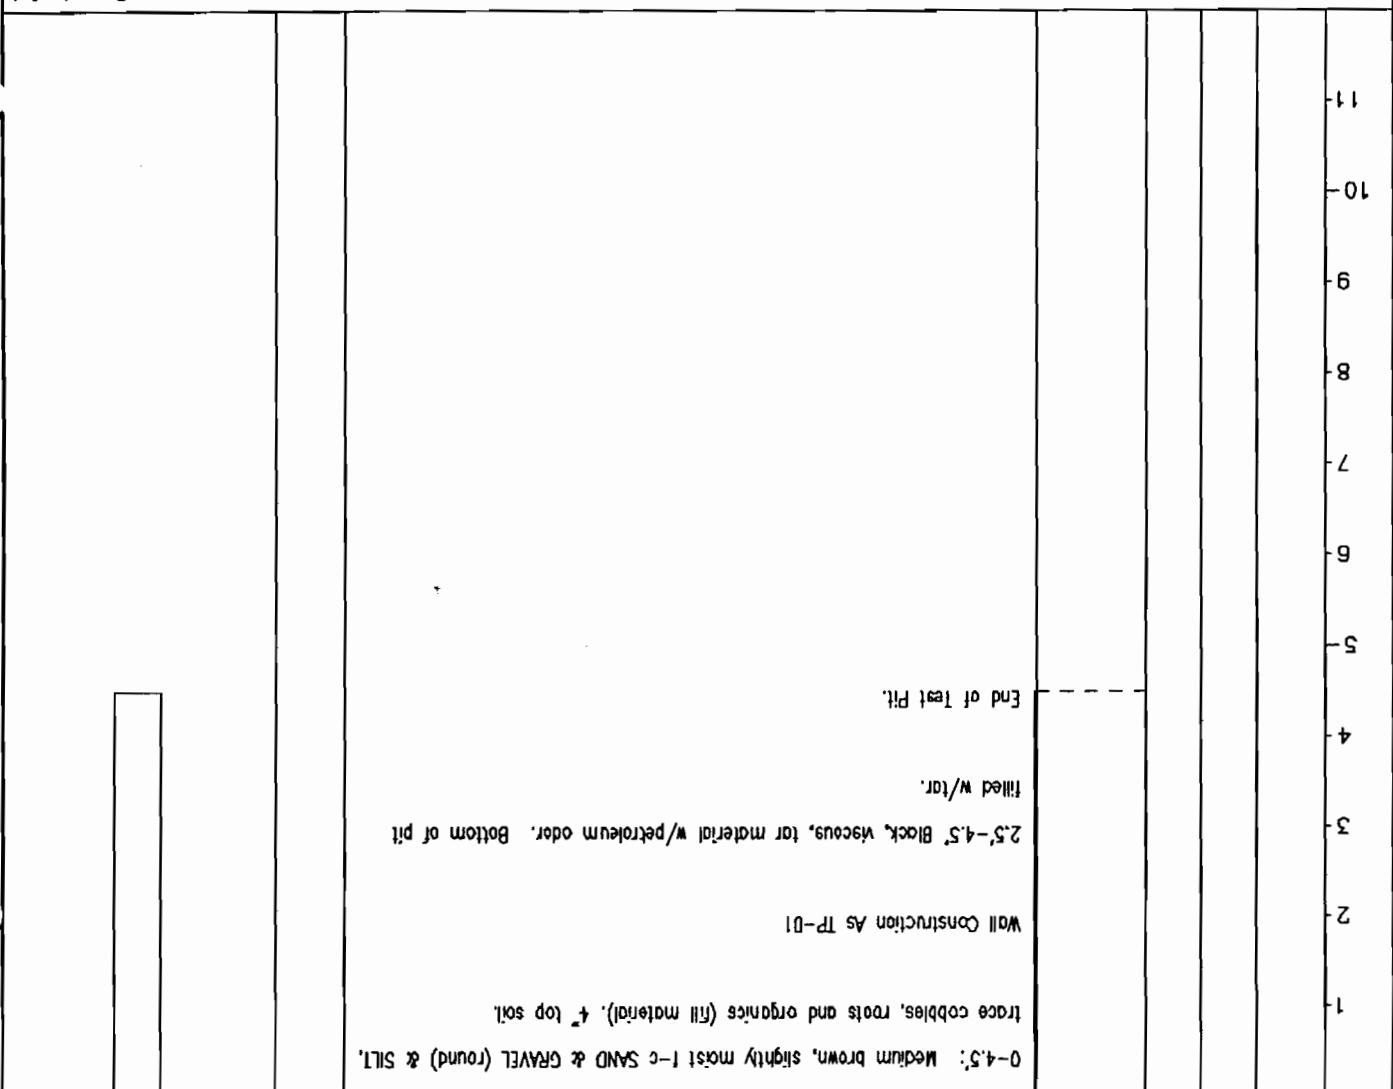 0-4.5': Medium brown, slightly moist f-c SAND & GRAVEL (round) & SILT,
trace cobbles, roots and organics (fill material). 4" top soil.
1
Wall Construction As TP-01
2
2.5'-4.5' Black, viscous, tar material w/petroleum odor. Bottom of pit
3
filled w/tar.
4
End of Test Pit.
5
6
7
8
9
10
11